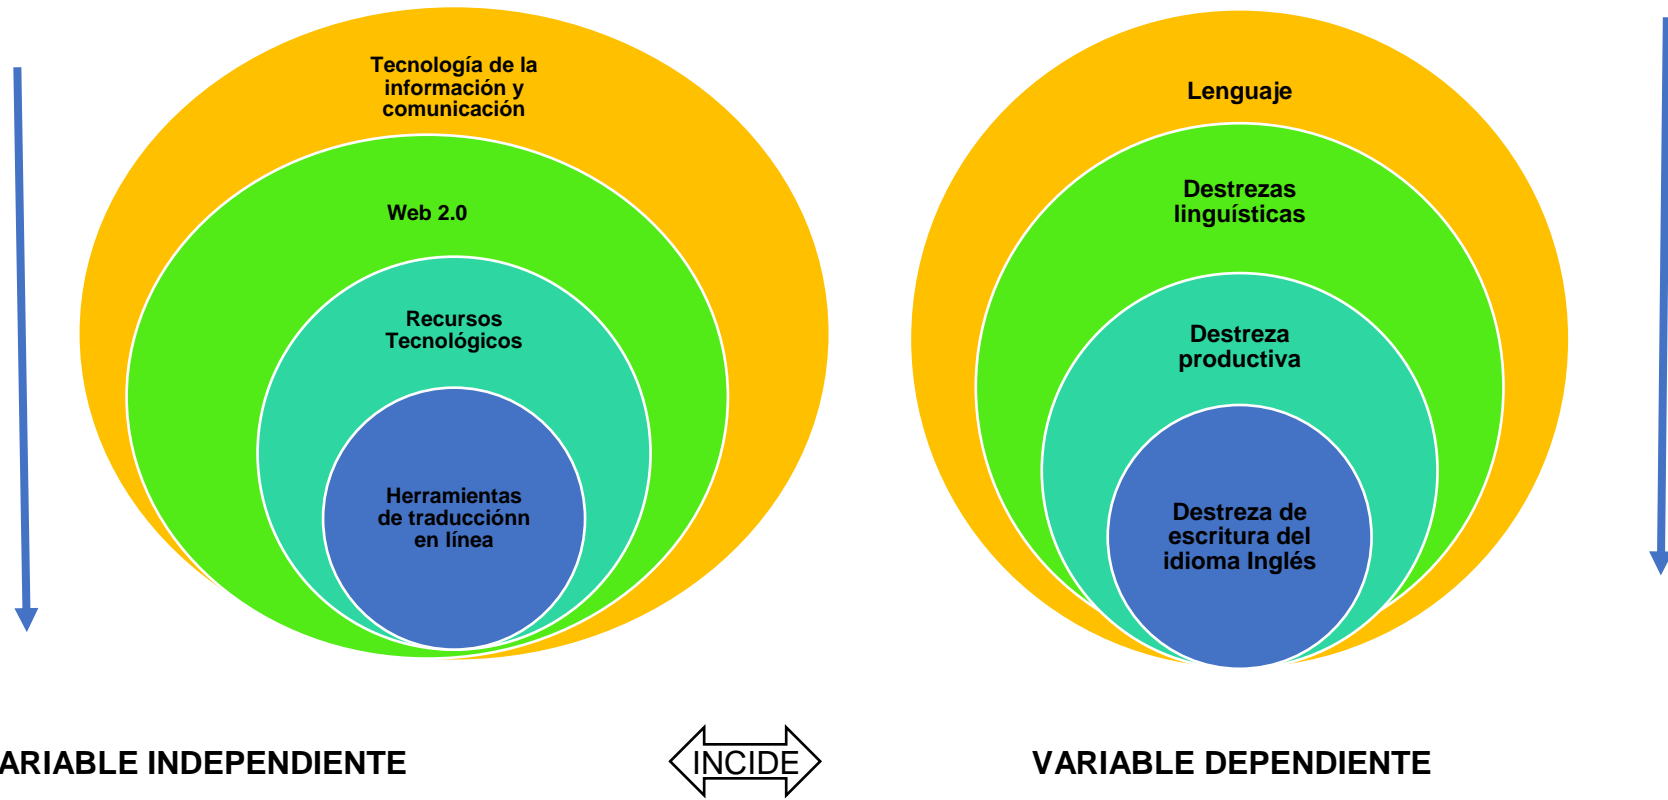 Tecnología de la
información y
comunicación
Web 2.0
Recursos
Tecnológicos
Herramientas
de traducciónn
en línea
Lenguaje
Destrezas
linguísticas
Destreza
productiva
Destreza de
escritura del
idioma Inglés
ARIABLE INDEPENDIENTE
INCIDE
VARIABLE DEPENDIENTE